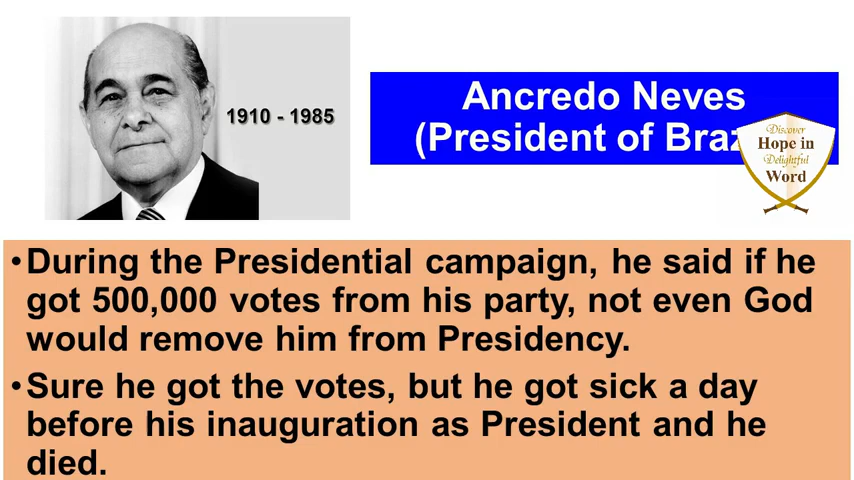 1910 - 1985
Ancredo Neves
(President of Braz
Discover
Hope in
Delightful
Word
•During the Presidential campaign, he said if he
got 500,000 votes from his party, not even God
would remove him from Presidency.
•Sure he got the votes, but he got sick a day
before his inauguration as President and he
died.